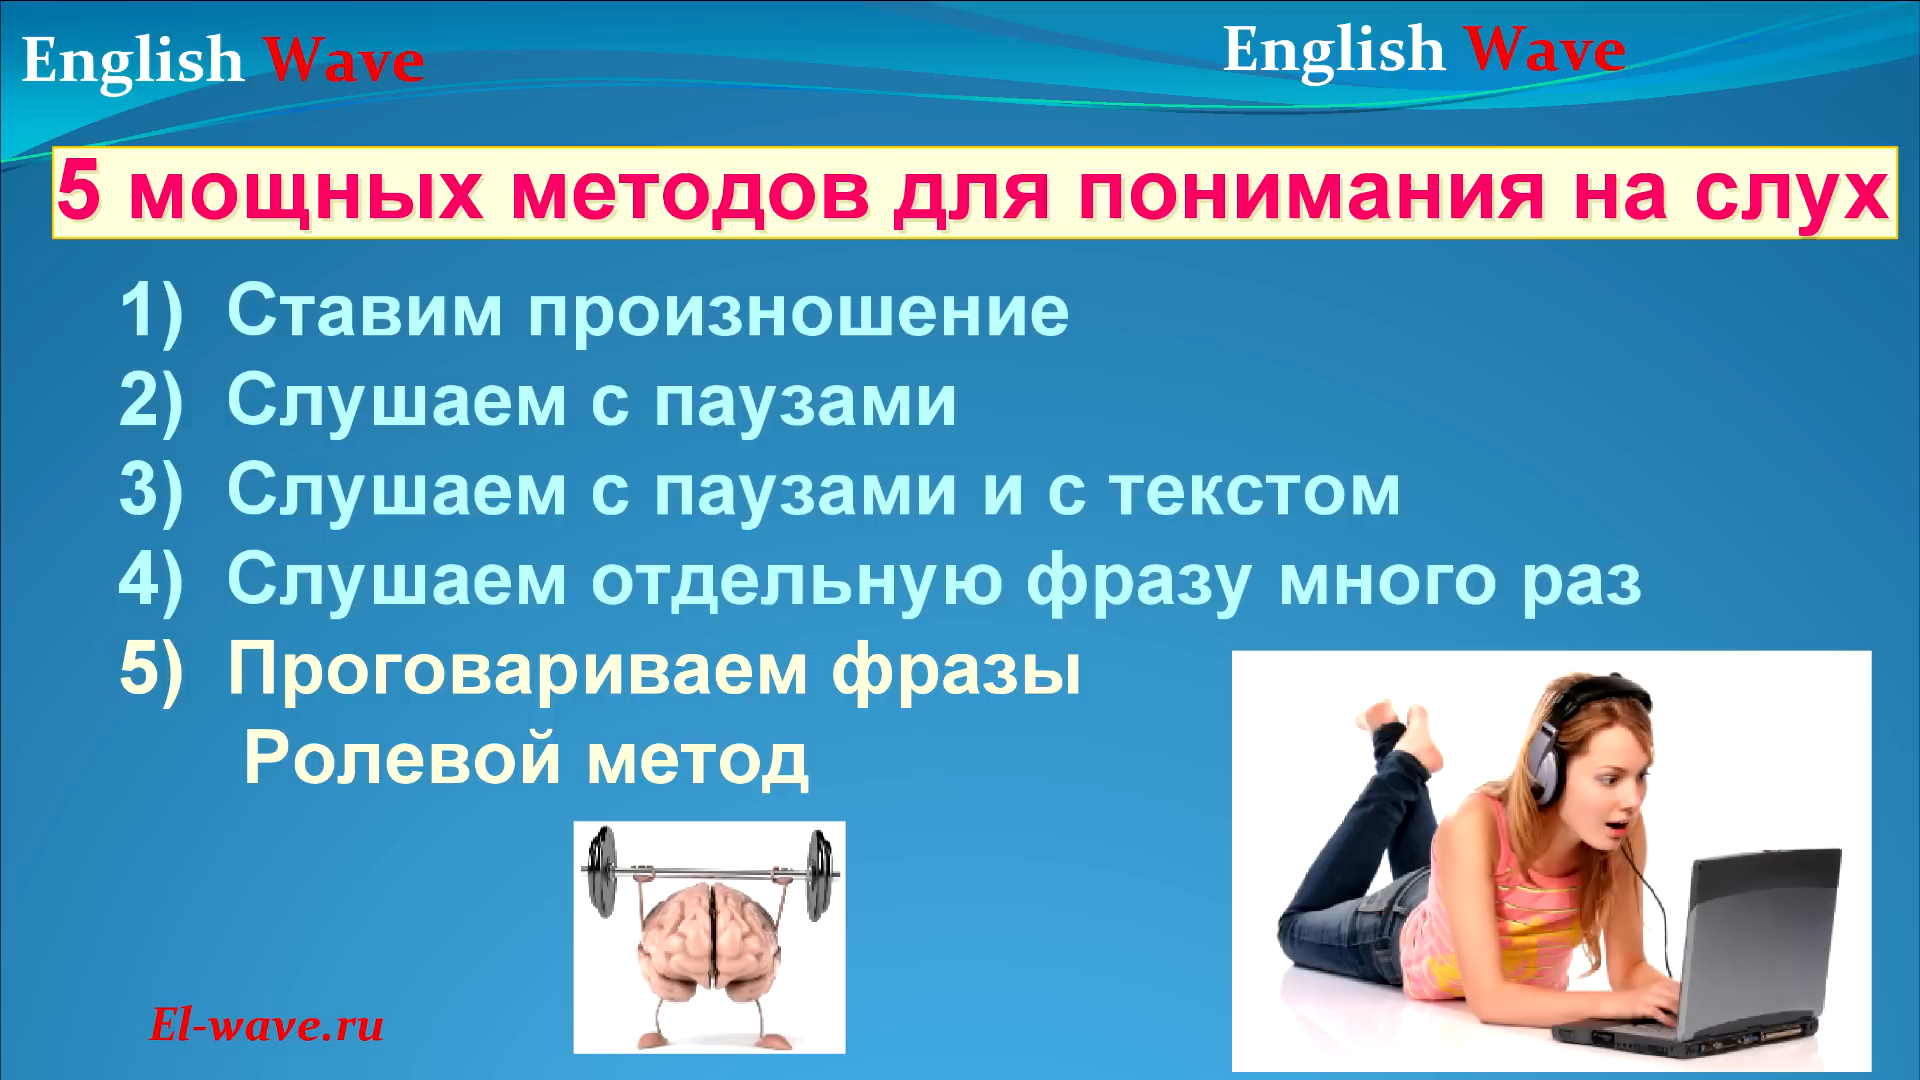 English Wave
English Wave
5 мощных методов для понимания на слух
1) Ставим произношение
2) Слушаем с паузами
3) Слушаем с паузами и с текстом
4) Слушаем отдельную фразу много раз
5) Проговариваем фразы
Ролевой метод
El-wave.ru